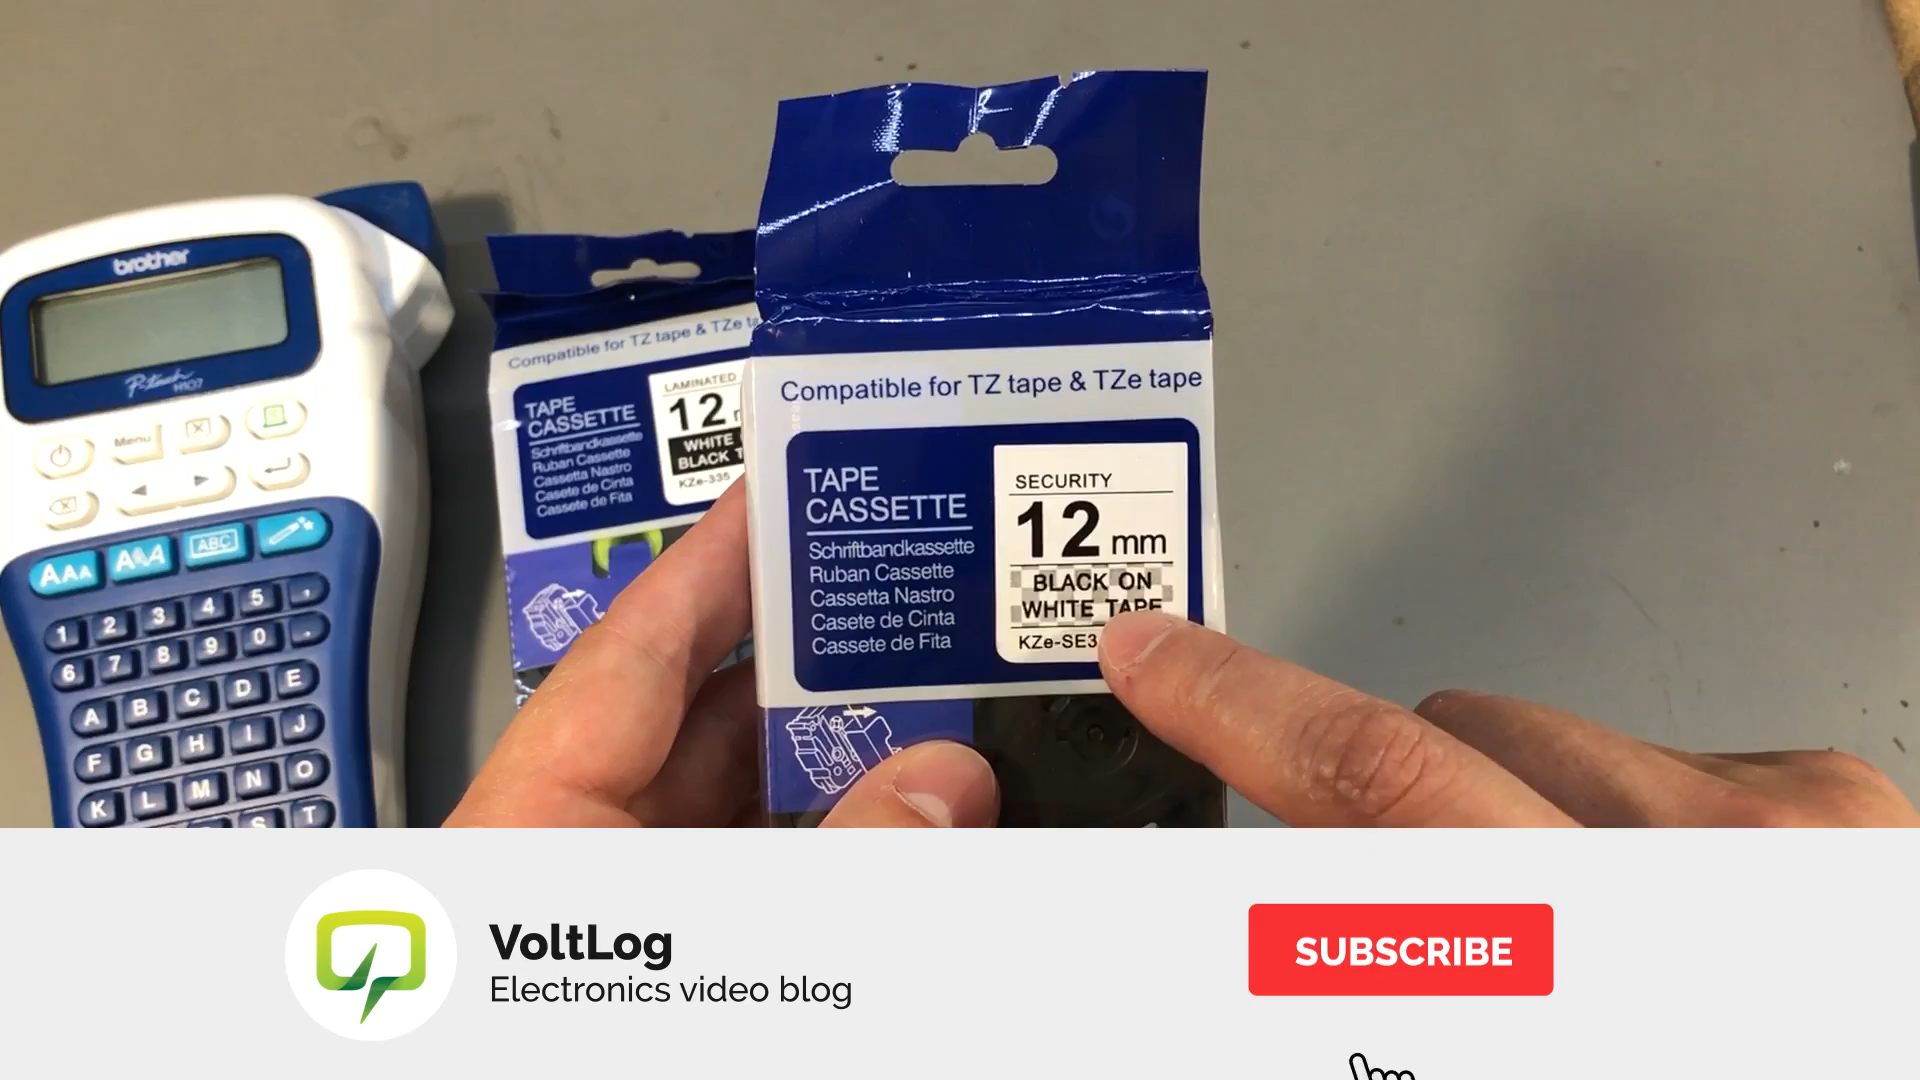 brother
P-touch
H107
Menu
AAA
AAA
ABC
1 2 3 4 5 ,
6 7 8 9 0 .
A B C D E
F G H I J
K L M N O
S T
Compatible for TZ tape & TZe
TAPE
CASSETTE
Schriftbandkassette
Ruban Cassette
Cassetta Nastro
Casete de Cinta
Cassete de Fita
LAMINATED
12
WHITE
BLACK
KZe-335
Compatible for TZ tape & TZe tape
TAPE
CASSETTE
Schriftbandkassette
Ruban Cassette
Cassetta Nastro
Casete de Cinta
Cassete de Fita
SECURITY
12 mm
BLACK ON
WHITE TAPE
KZe-SE3
VoltLog
Electronics video blog
SUBSCRIBE